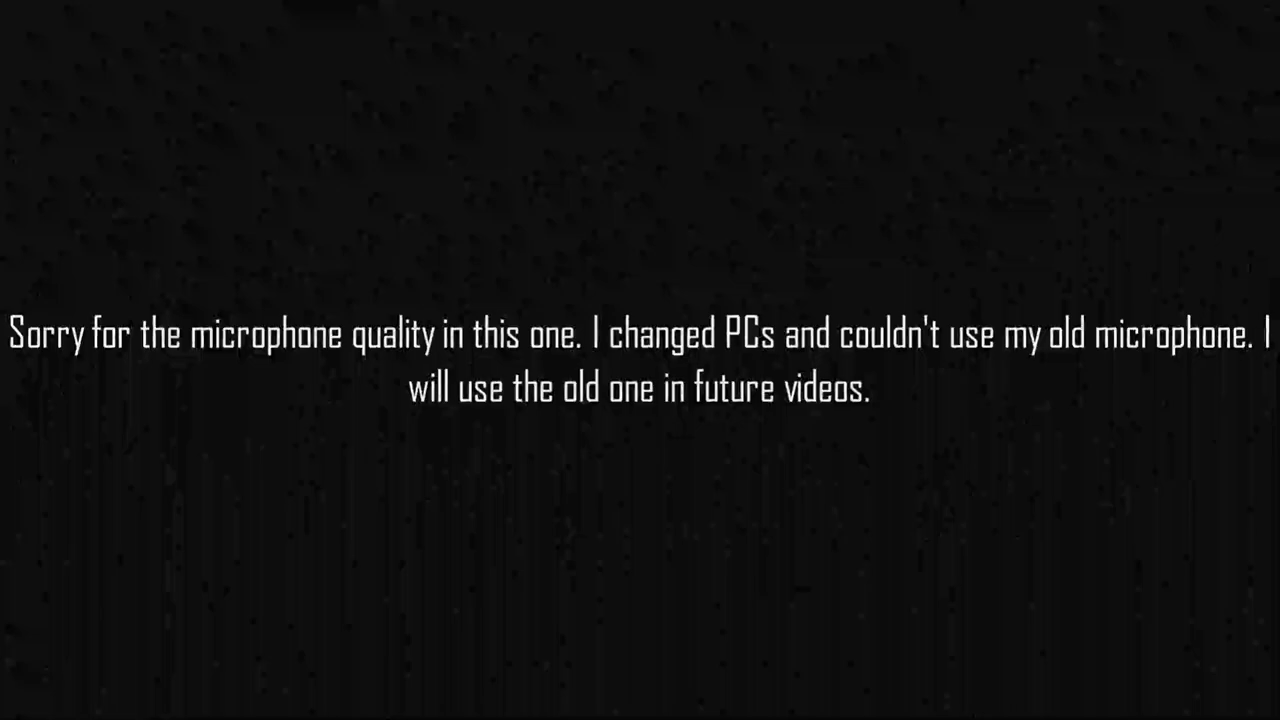 Sorry for the microphone quality in this one. I changed PCs and couldn't use my old microphone. I
will use the old one in future videos.